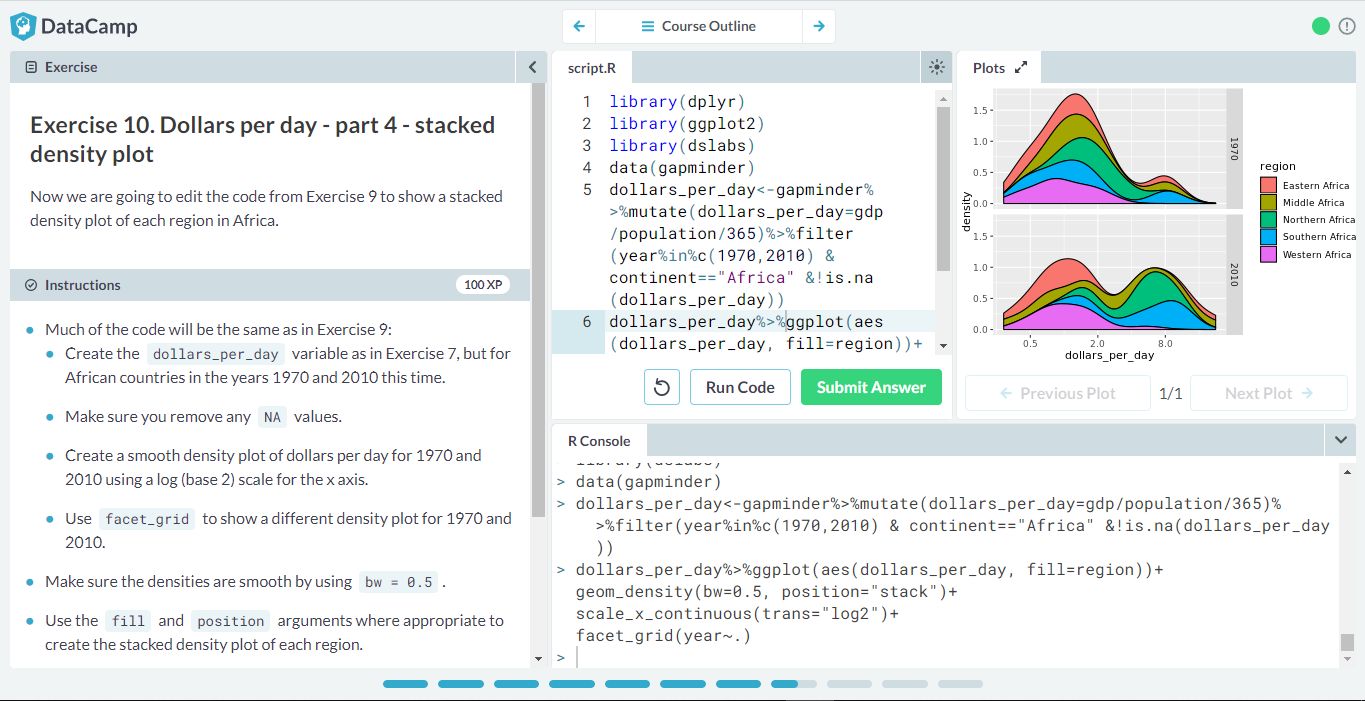 DataCamp
Course Outline
Exercise
Exercise 10. Dollars per day - part 4 - stacked
density plot
Now we are going to edit the code from Exercise 9 to show a stacked
density plot of each region in Africa.
Instructions
100 XP
Much of the code will be the same as in Exercise 9:
Create the dollars_per_day variable as in Exercise 7, but for
African countries in the years 1970 and 2010 this time.
Make sure you remove any NA values.
Create a smooth density plot of dollars per day for 1970 and
2010 using a log (base 2) scale for the x axis.
Use facet_grid to show a different density plot for 1970 and
2010.
Make sure the densities are smooth by using bw = 0.5 .
Use the fill and position arguments where appropriate to
create the stacked density plot of each region.
script.R
1 library(dplyr)
2 library(ggplot2)
3 library(dslabs)
4 data(gapminder)
5 dollars_per_day<-gapminder%
>%mutate(dollars_per_day=gdp
/population/365)%>%filter
(year%in%c(1970,2010) &
continent=="Africa" &!is.na
(dollars_per_day))
6 dollars_per_day%>%ggplot(aes
(dollars_per_day, fill=region))+
Run Code
Submit Answer
Plots
1.5
1.0
0.5
0.0
1970
density
1.5
1.0
0.5
0.0
2010
0.5 2.0 8.0
dollars_per_day
region
Eastern Africa
Middle Africa
Northern Africa
Southern Africa
Western Africa
Previous Plot
1/1
Next Plot
R Console
library(dslabs)
> data(gapminder)
> dollars_per_day<-gapminder%>%mutate(dollars_per_day=gdp/population/365)%
>%filter(year%in%c(1970,2010) & continent=="Africa" &!is.na(dollars_per_day
))
> dollars_per_day%>%ggplot(aes(dollars_per_day, fill=region))+
geom_density(bw=0.5, position="stack")+
scale_x_continuous(trans="log2")+
facet_grid(year~.)
>